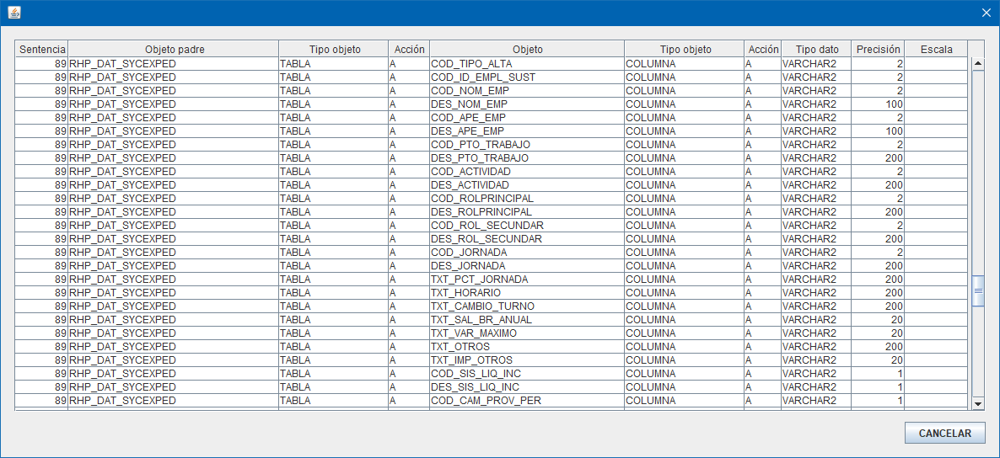 Sentencia Objeto padre Tipo objeto Acción Objeto Tipo objeto Acción Tipo dato Precisión Escala
89 RHP_DAT_SYCEXPED TABLA A COD_TIPO_ALTA COLUMNA A VARCHAR2 2
89 RHP_DAT_SYCEXPED TABLA A COD_ID_EMPL_SUST COLUMNA A VARCHAR2 2
89 RHP_DAT_SYCEXPED TABLA A COD_NOM_EMP COLUMNA A VARCHAR2 2
89 RHP_DAT_SYCEXPED TABLA A DES_NOM_EMP COLUMNA A VARCHAR2 100
89 RHP_DAT_SYCEXPED TABLA A COD_APE_EMP COLUMNA A VARCHAR2 2
89 RHP_DAT_SYCEXPED TABLA A DES_APE_EMP COLUMNA A VARCHAR2 100
89 RHP_DAT_SYCEXPED TABLA A COD_PTO_TRABAJO COLUMNA A VARCHAR2 2
89 RHP_DAT_SYCEXPED TABLA A DES_PTO_TRABAJO COLUMNA A VARCHAR2 200
89 RHP_DAT_SYCEXPED TABLA A COD_ACTIVIDAD COLUMNA A VARCHAR2 2
89 RHP_DAT_SYCEXPED TABLA A DES_ACTIVIDAD COLUMNA A VARCHAR2 200
89 RHP_DAT_SYCEXPED TABLA A COD_ROLPRINCIPAL COLUMNA A VARCHAR2 2
89 RHP_DAT_SYCEXPED TABLA A DES_ROLPRINCIPAL COLUMNA A VARCHAR2 200
89 RHP_DAT_SYCEXPED TABLA A COD_ROL_SECUNDAR COLUMNA A VARCHAR2 2
89 RHP_DAT_SYCEXPED TABLA A DES_ROL_SECUNDAR COLUMNA A VARCHAR2 200
89 RHP_DAT_SYCEXPED TABLA A COD_JORNADA COLUMNA A VARCHAR2 2
89 RHP_DAT_SYCEXPED TABLA A DES_JORNADA COLUMNA A VARCHAR2 200
89 RHP_DAT_SYCEXPED TABLA A TXT_PCT_JORNADA COLUMNA A VARCHAR2 200
89 RHP_DAT_SYCEXPED TABLA A TXT_HORARIO COLUMNA A VARCHAR2 200
89 RHP_DAT_SYCEXPED TABLA A TXT_CAMBIO_TURNO COLUMNA A VARCHAR2 200
89 RHP_DAT_SYCEXPED TABLA A TXT_SAL_BR_ANUAL COLUMNA A VARCHAR2 20
89 RHP_DAT_SYCEXPED TABLA A TXT_VAR_MAXIMO COLUMNA A VARCHAR2 20
89 RHP_DAT_SYCEXPED TABLA A TXT_OTROS COLUMNA A VARCHAR2 200
89 RHP_DAT_SYCEXPED TABLA A TXT_IMP_OTROS COLUMNA A VARCHAR2 20
89 RHP_DAT_SYCEXPED TABLA A COD_SIS_LIQ_INC COLUMNA A VARCHAR2 1
89 RHP_DAT_SYCEXPED TABLA A DES_SIS_LIQ_INC COLUMNA A VARCHAR2 1
89 RHP_DAT_SYCEXPED TABLA A COD_CAM_PROV_PER COLUMNA A VARCHAR2 1
CANCELAR